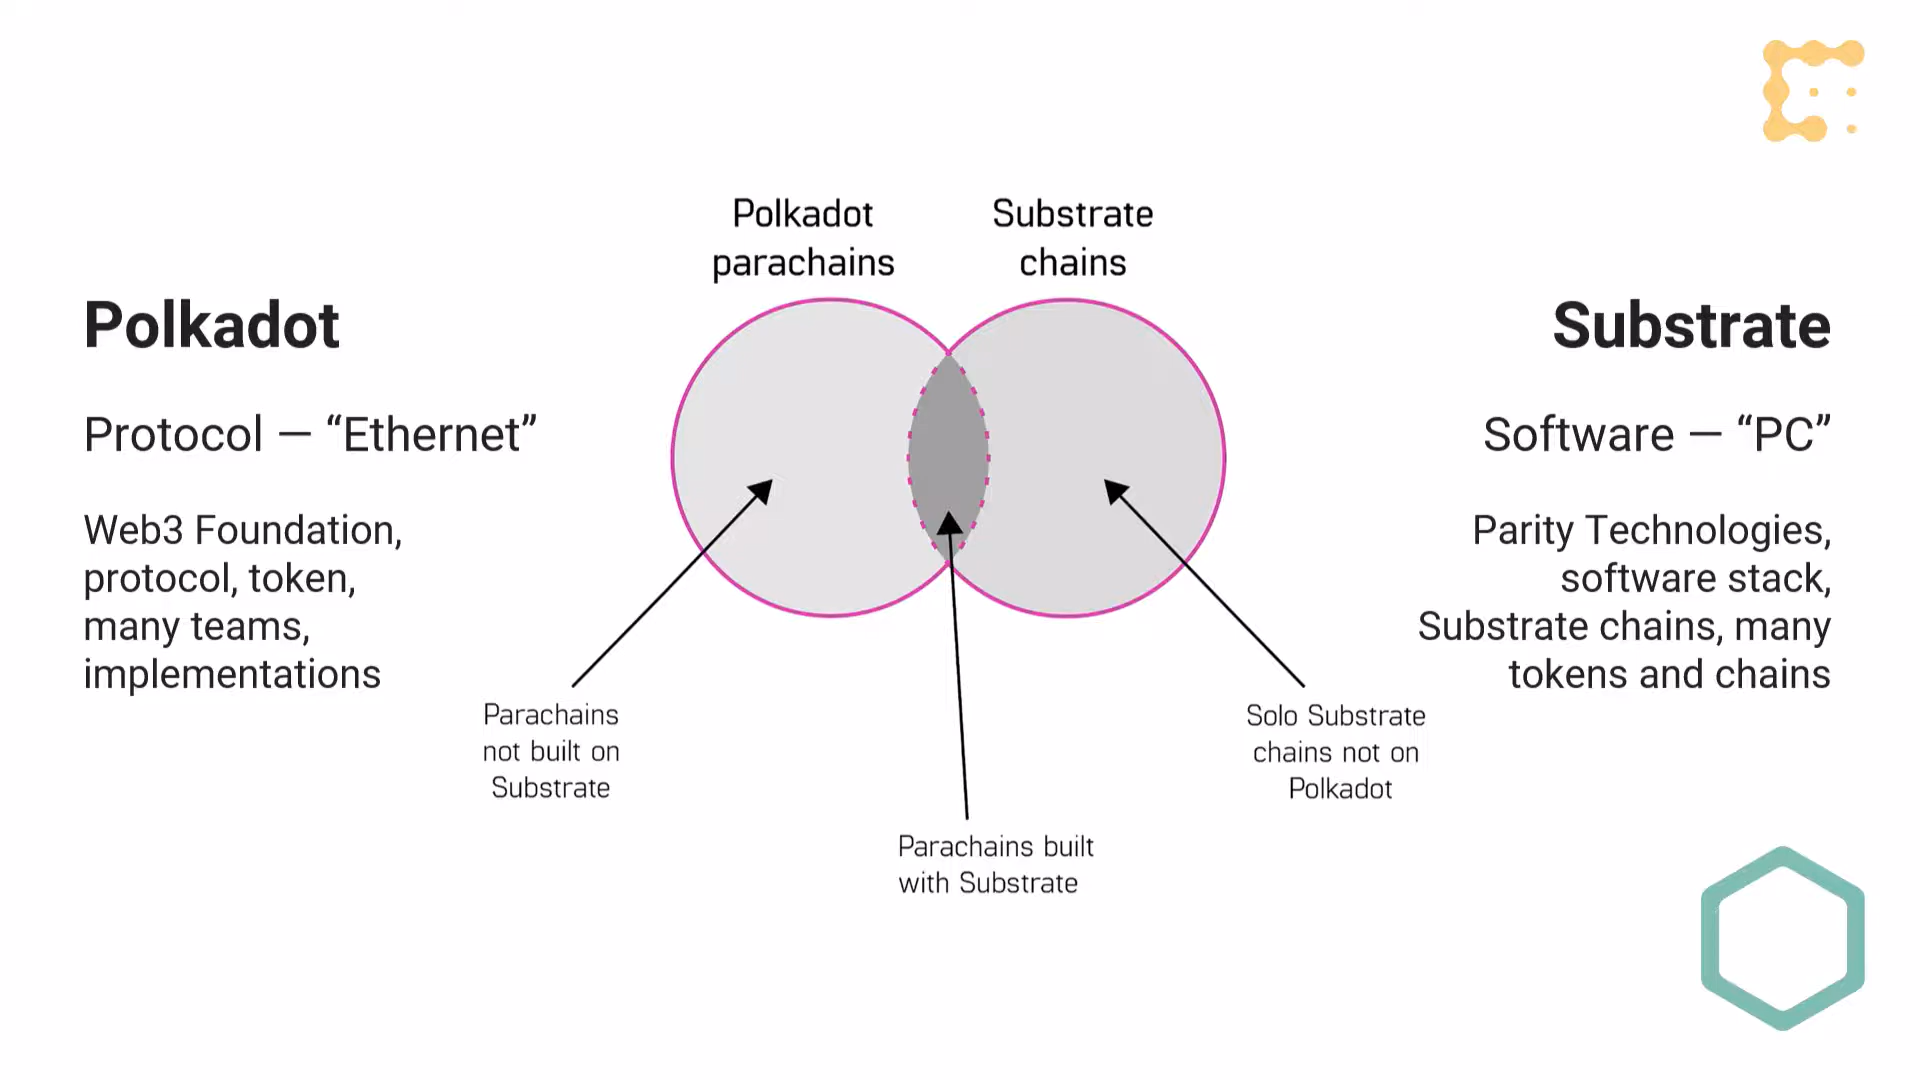 Polkadot
parachains
Substrate
chains
Polkadot
Protocol — “Ethernet”
Web3 Foundation,
protocol, token,
many teams,
implementations
Substrate
Software — “PC”
Parity Technologies,
software stack,
Substrate chains, many
tokens and chains
Parachains
not built on
Substrate
Parachains built
with Substrate
Solo Substrate
chains not on
Polkadot